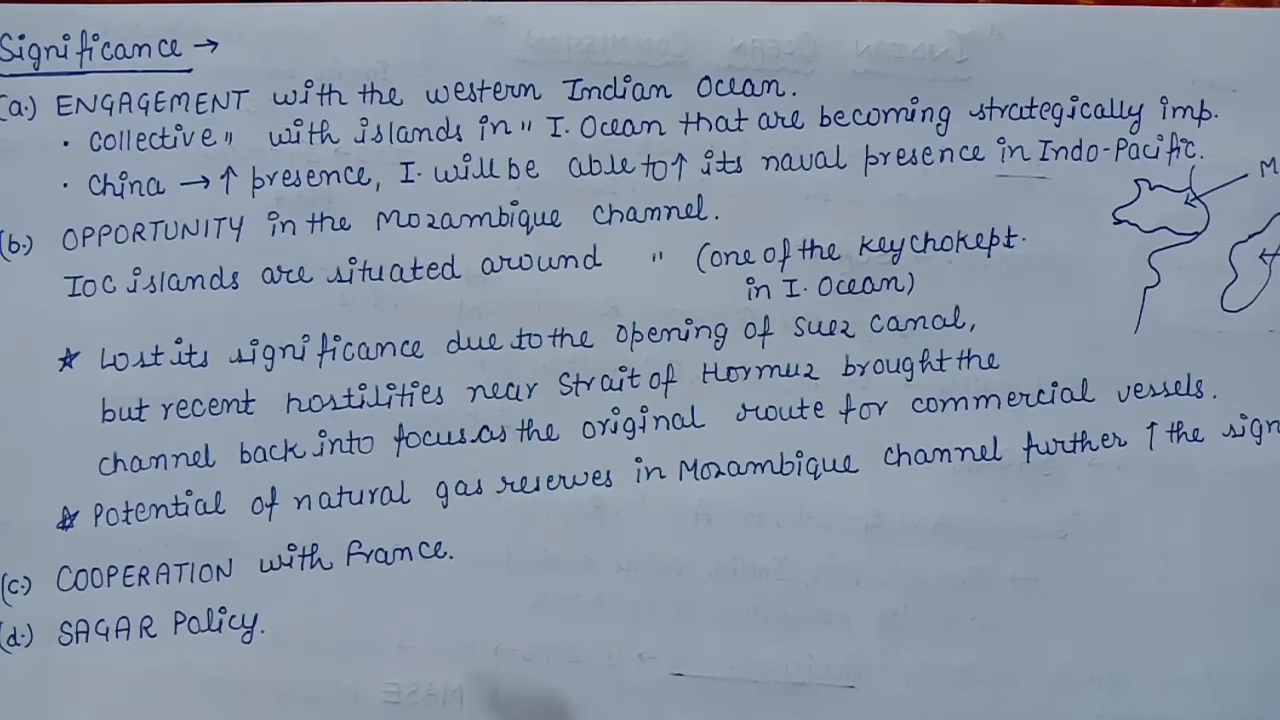 Significance →
(a.) ENGAGEMENT with the western Indian Ocean.
• collective " with islands in " I. Ocean that are becoming strategically imp.
• China → ↑ presence, I. will be able to ↑ its naval presence in Indo-Pacific.
M
(b.) OPPORTUNITY in the Mozambique channel.
IOC islands are situated around " (one of the key chokept.
in I. Ocean)
★ Lost its significance due to the opening of Suez Canal,
but recent hostilities near Strait of Hormuz brought the
channel back into focus as the original route for commercial vessels.
★ Potential of natural gas reserves in Mozambique channel further ↑ the sign
(c.) COOPERATION with France.
(d.) SAGAR Policy.